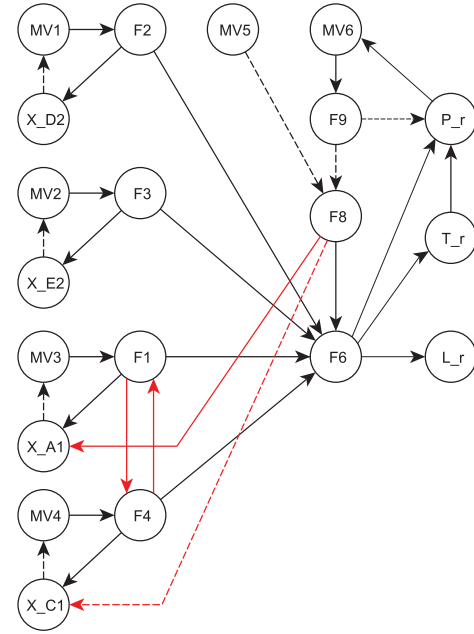 MV1
F2
MV5
MV6
X_D2
F9
P_r
MV2
F3
F8
T_r
X_E2
MV3
F1
F6
L_r
X_A1
MV4
F4
X_C1